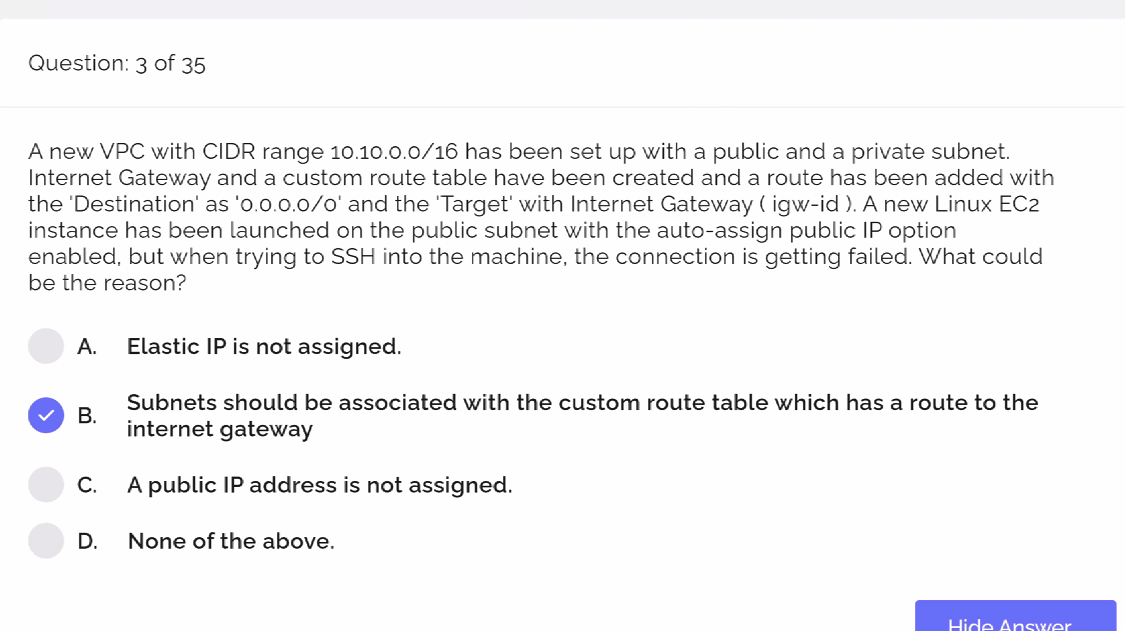 Question: 3 of 35
A new VPC with CIDR range 10.10.0.0/16 has been set up with a public and a private subnet.
Internet Gateway and a custom route table have been created and a route has been added with
the 'Destination' as '0.0.0.0/0' and the 'Target' with Internet Gateway ( igw-id ). A new Linux EC2
instance has been launched on the public subnet with the auto-assign public IP option
enabled, but when trying to SSH into the machine, the connection is getting failed. What could
be the reason?
A. Elastic IP is not assigned.
B. Subnets should be associated with the custom route table which has a route to the
internet gateway
C. A public IP address is not assigned.
D. None of the above.
Hide Answer